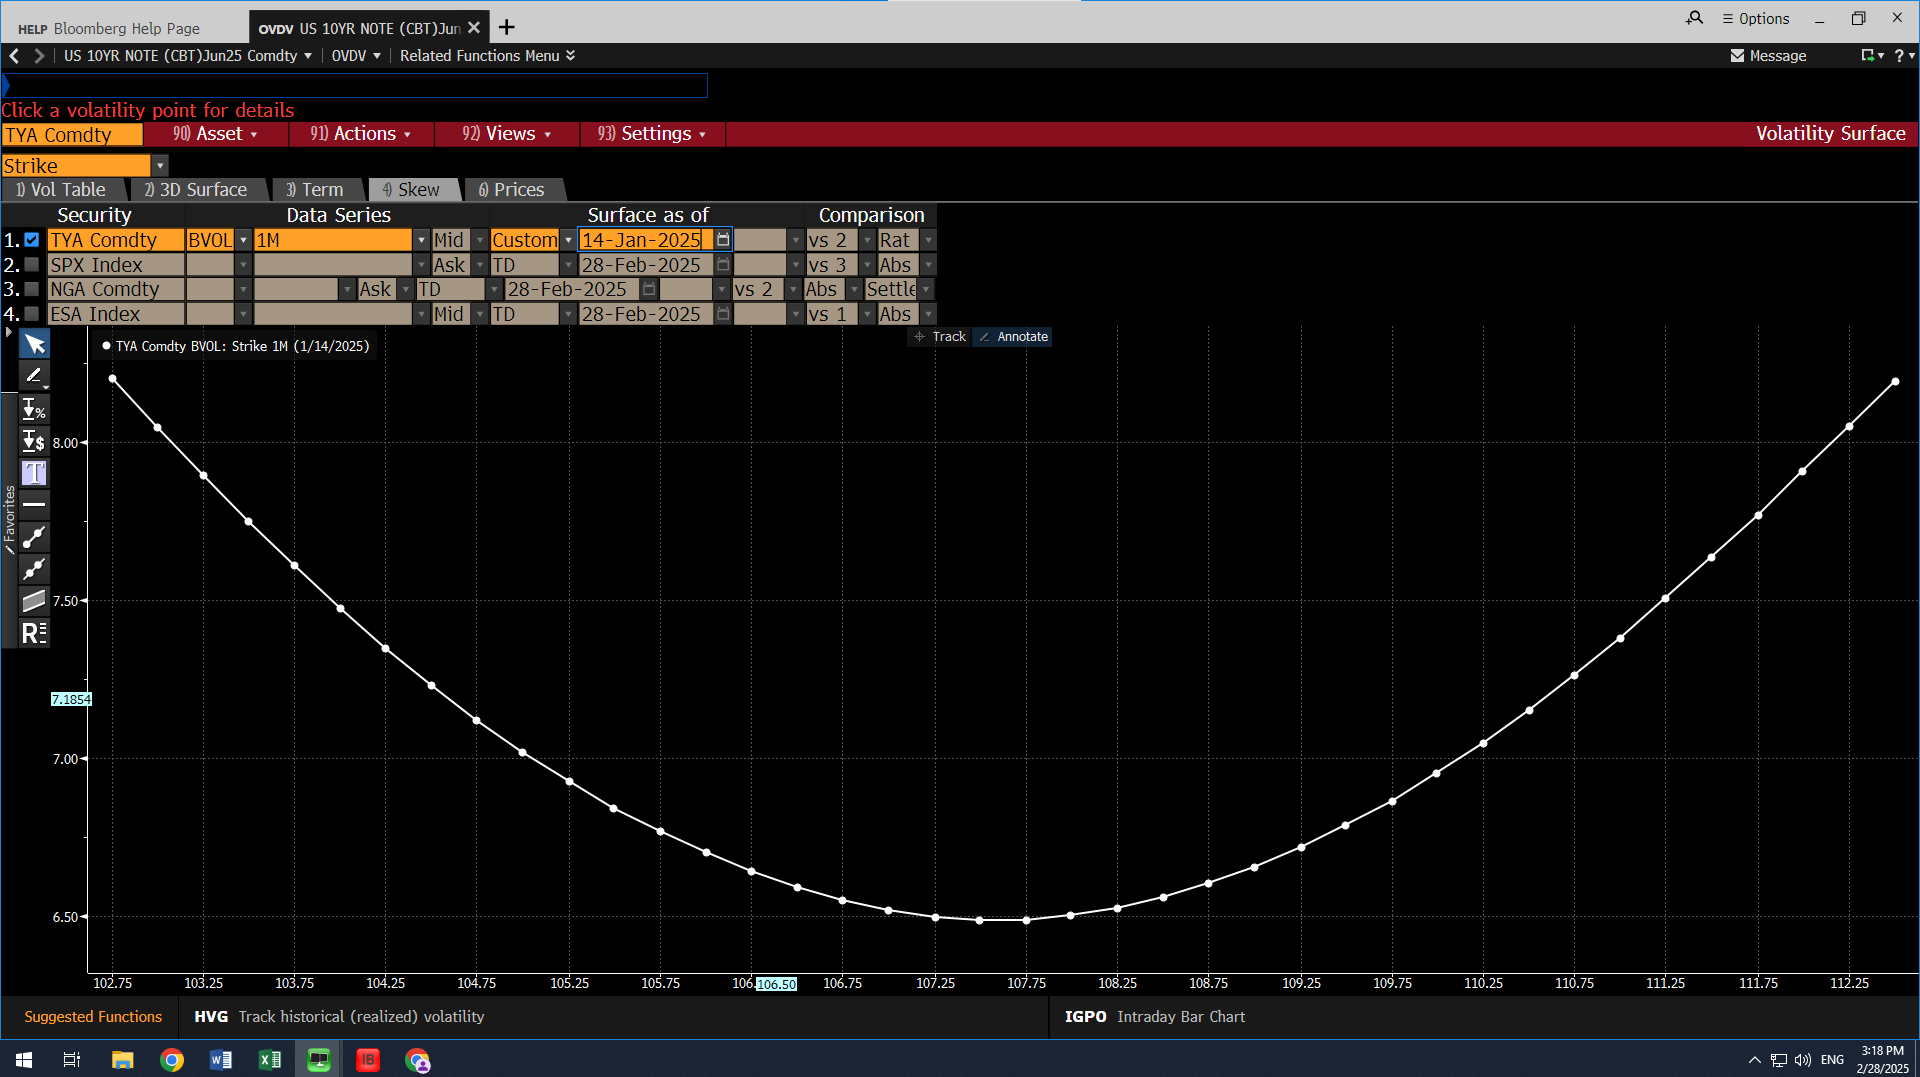 HELP Bloomberg Help Page
OVDV US 10YR NOTE (CBT)Jun
Options
US 10YR NOTE (CBT)Jun25 Comdty
OVDV
Related Functions Menu
Message
?
Click a volatility point for details
TYA Comdty
90) Asset
91) Actions
92) Views
93) Settings
Volatility Surface
Strike
1) Vol Table
2) 3D Surface
3) Term
4) Skew
6) Prices
Security Data Series Surface as of Comparison
1. TYA Comdty BVOL 1M Mid Custom 14-Jan-2025 vs 2 Rat
2. SPX Index Ask TD 28-Feb-2025 vs 3 Abs
3. NGA Comdty Ask TD 28-Feb-2025 vs 2 Abs Settle
4. ESA Index Mid TD 28-Feb-2025 vs 1 Abs
TYA Comdty BVOL: Strike 1M (1/14/2025)
Track
Annotate
%
$
T
R
Favorites
8.00
7.50
7.1854
7.00
6.50
102.75 103.25 103.75 104.25 104.75 105.25 105.75 106. 106.50 106.75 107.25 107.75 108.25 108.75 109.25 109.75 110.25 110.75 111.25 111.75 112.25
Suggested Functions
HVG Track historical (realized) volatility
IGPO Intraday Bar Chart
IB
ENG
3:18 PM
2/28/2025